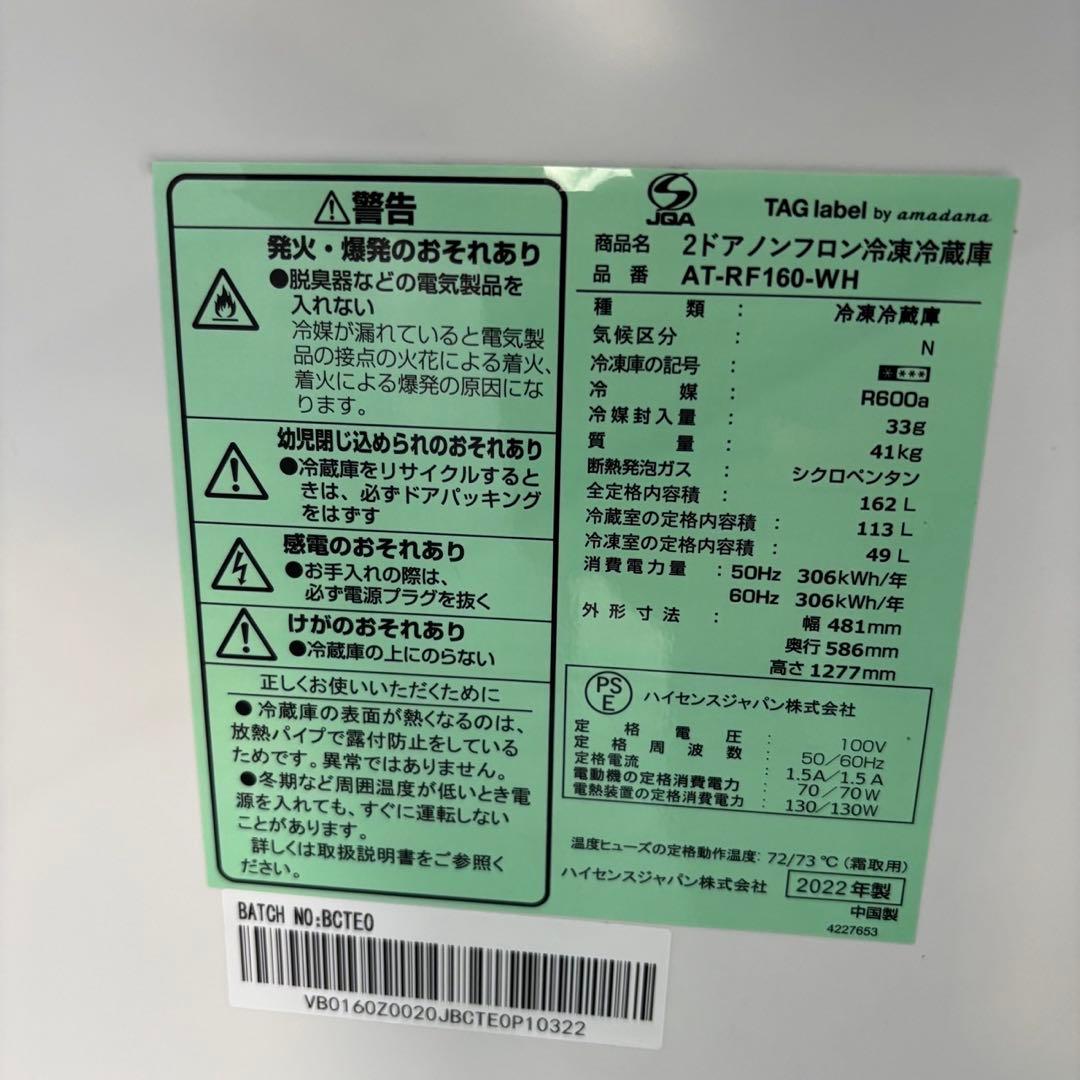 警告
発火・爆発のおそれあり
●脱臭器などの電気製品を
入れない
冷媒が漏れていると電気製
品の接点の火花による着火、
着火による爆発の原因にな
ります。
幼児閉じ込められのおそれあり
●冷蔵庫をリサイクルすると
きは、必ずドアパッキング
をはずす
感電のおそれあり
●お手入れの際は、
必ず電源プラグを抜く
けがのおそれあり
●冷蔵庫の上にのらない
正しくお使いいただくために
●冷蔵庫の表面が熱くなるのは、
放熱パイプで露付防止をしている
ためです。異常ではありません。
●冬期など周囲温度が低いとき電
源を入れても、すぐに運転しない
ことがあります。
詳しくは取扱説明書をご参照く
ださい。
JQA
TAG label by amadana
商品名 2ドアノンフロン冷凍冷蔵庫
品番 AT-RF160-WH
種類 : 冷凍冷蔵庫
気候区分 : N
冷凍庫の記号 : * ***
冷媒 : R600a
冷媒封入量 : 33g
質量 : 41kg
断熱発泡ガス : シクロペンタン
全定格内容積 : 162 L
冷蔵室の定格内容積 : 113 L
冷凍室の定格内容積 : 49 L
消費電力量 : 50Hz 306kWh/年
60Hz 306kWh/年
外形寸法 : 幅 481mm
奥行 586mm
高さ 1277mm
PSE ハイセンスジャパン株式会社
定格電圧 : 100V
定格周波数 : 50/60Hz
定格電流 : 1.5A/1.5A
電動機の定格消費電力 : 70/70W
電熱装置の定格消費電力 : 130/130W
温度ヒューズの定格動作温度: 72/73℃(霜取用)
ハイセンスジャパン株式会社 2022年製
中国製
4227653
BATCH NO:BCTE0
VB0160Z0020JBCTE0P10322